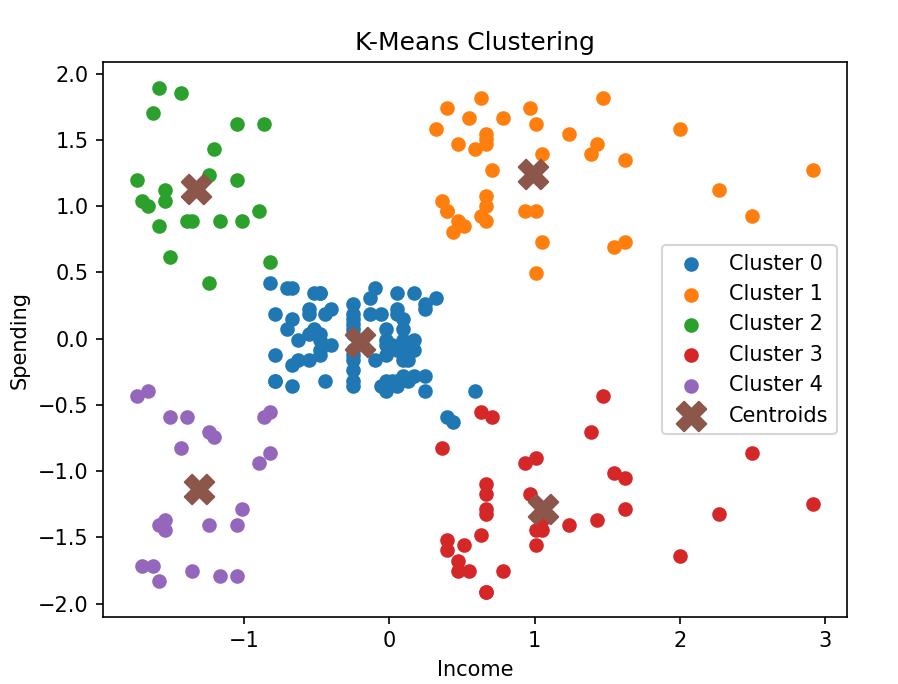 K-Means Clustering
2.0
1.5
1.0
0.5
0.0
−0.5
−1.0
−1.5
−2.0
Spending
Cluster 0
Cluster 1
Cluster 2
Cluster 3
Cluster 4
Centroids
−1 0 1 2 3
Income